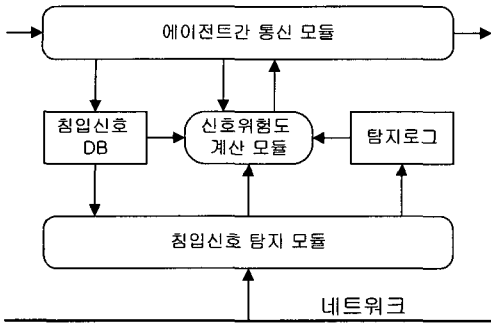 에이전트간 통신 모듈
침입신호
DB
신호위험도
계산 모듈
탐지로그
침입신호 탐지 모듈
네트워크